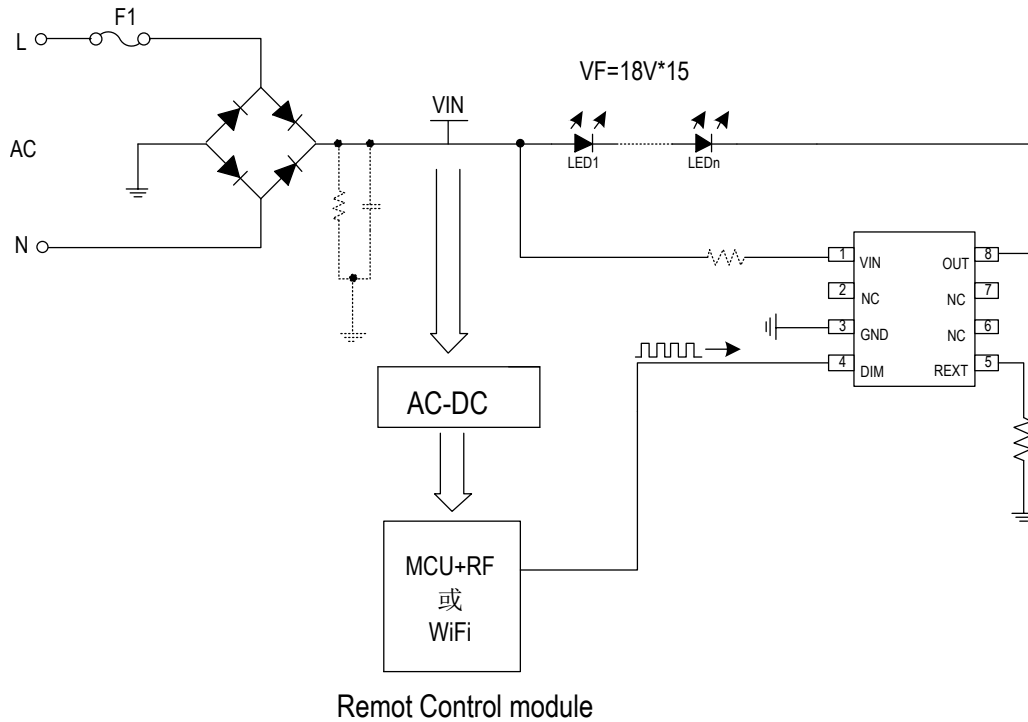 F1
L
VF=18V*15
VIN
AC
LED1
LEDn
N
1
VIN
OUT
8
2
NC
NC
7
3
GND
NC
6
4
DIM
REXT
5
AC-DC
MCU+RF
或
WiFi
Remot Control module